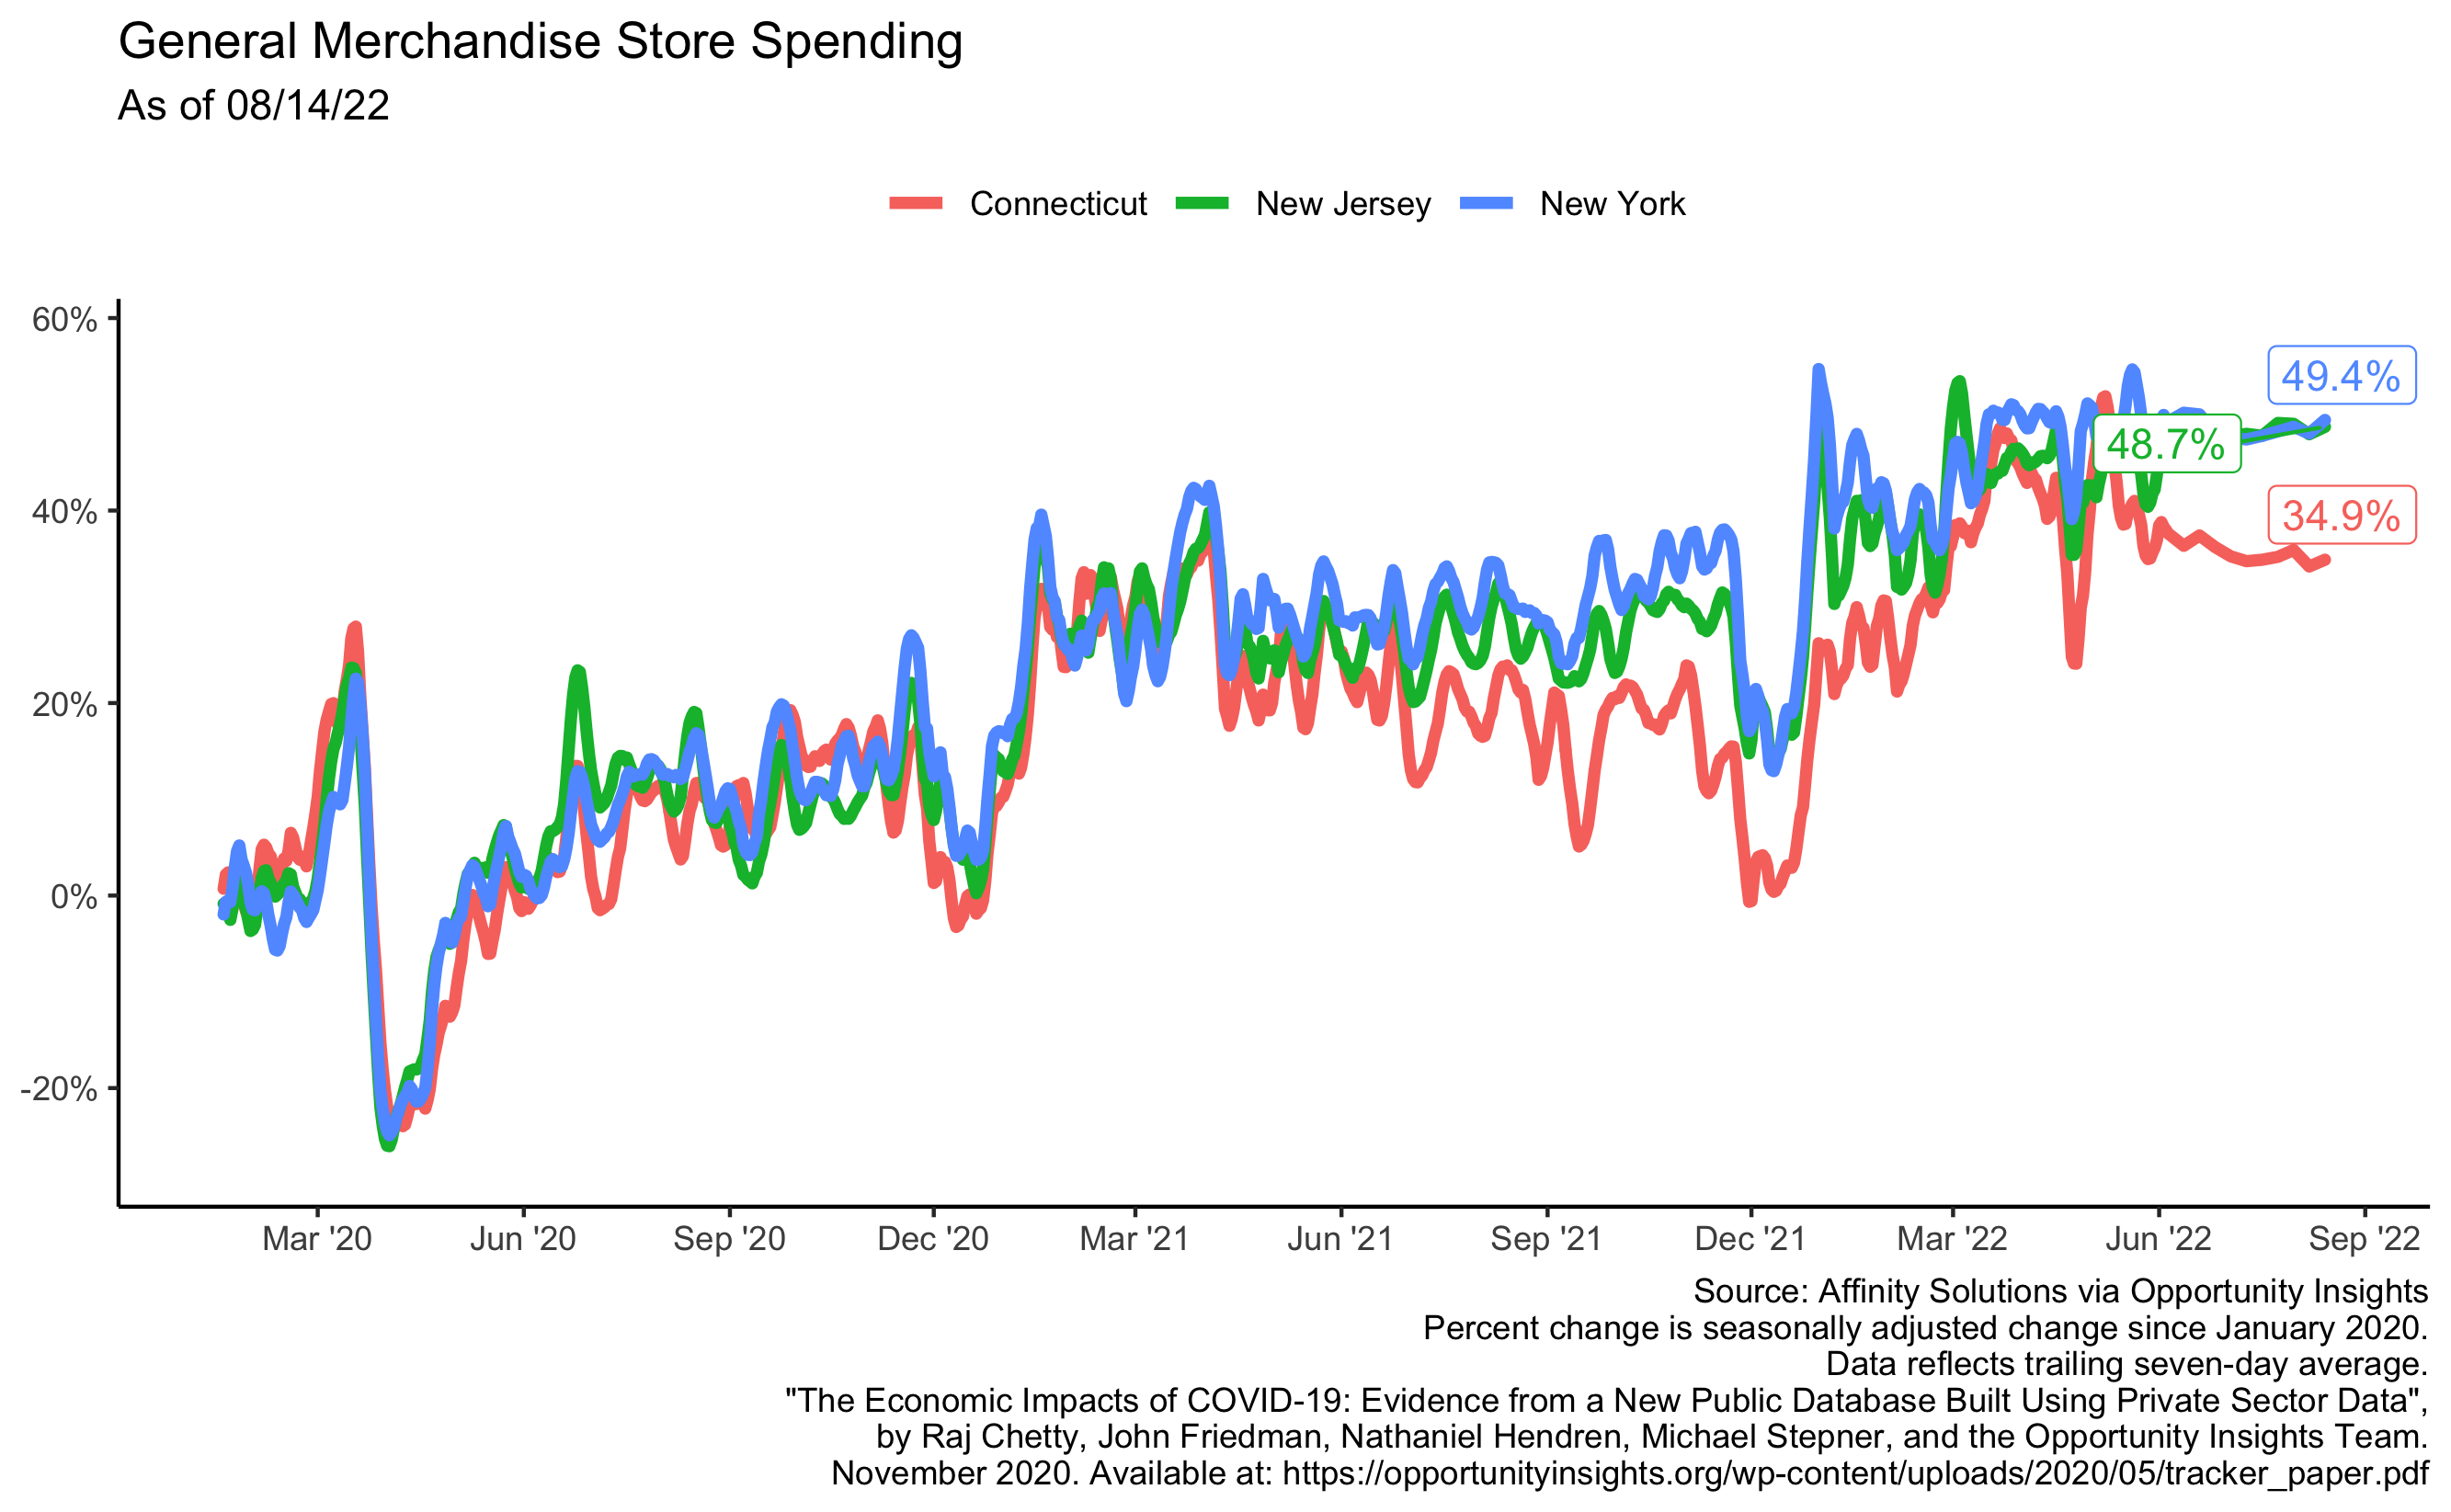 General Merchandise Store Spending
As of 08/14/22
Connecticut New Jersey New York
60%
40%
20%
0%
-20%
49.4%
48.7%
34.9%
Mar '20 Jun '20 Sep '20 Dec '20 Mar '21 Jun '21 Sep '21 Dec '21 Mar '22 Jun '22 Sep '22
Source: Affinity Solutions via Opportunity Insights
Percent change is seasonally adjusted change since January 2020.
Data reflects trailing seven-day average.
"The Economic Impacts of COVID-19: Evidence from a New Public Database Built Using Private Sector Data",
by Raj Chetty, John Friedman, Nathaniel Hendren, Michael Stepner, and the Opportunity Insights Team.
November 2020. Available at: https://opportunityinsights.org/wp-content/uploads/2020/05/tracker_paper.pdf